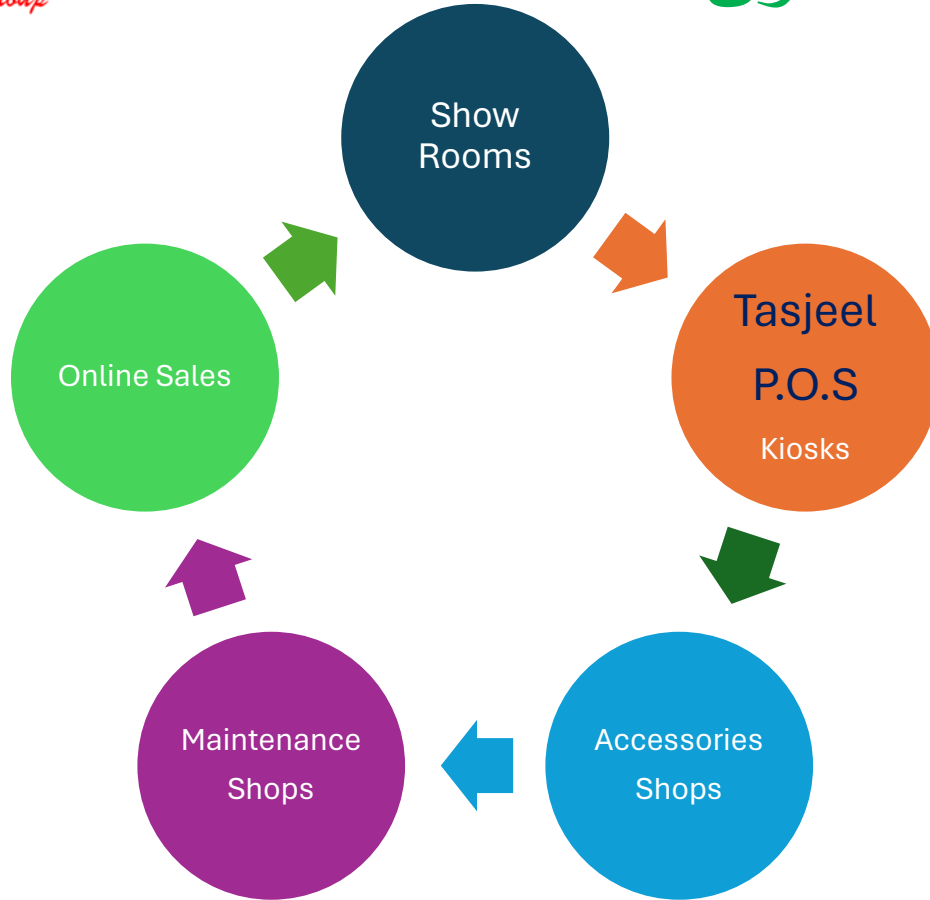 Show
Rooms
Tasjeel
P.O.S
Kiosks
Accessories
Shops
Maintenance
Shops
Online Sales